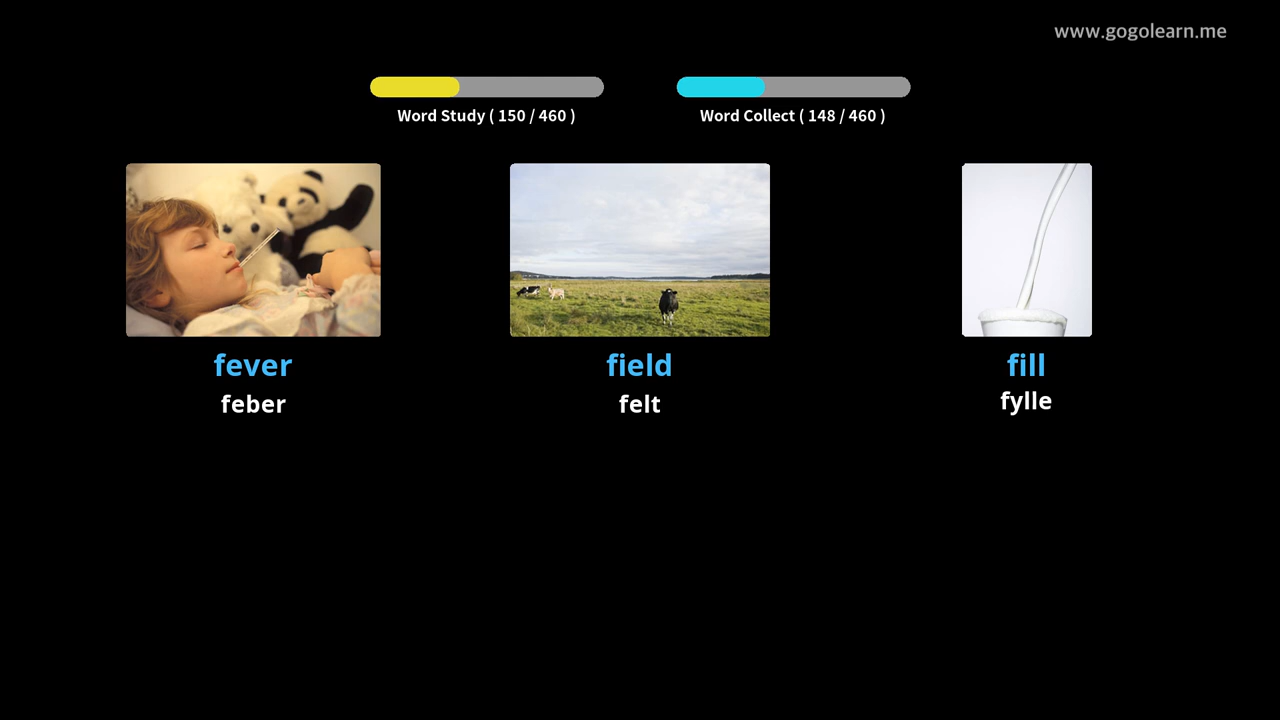 www.gogolearn.me
Word Study ( 150 / 460 )
Word Collect ( 148 / 460 )
fever
feber
field
felt
fill
fylle